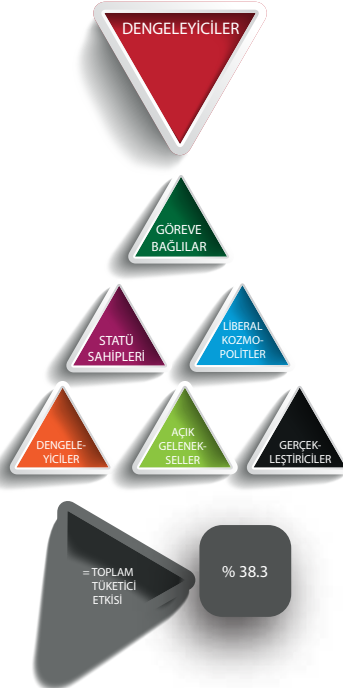 DENGELEYİCİLER
GÖREVE
BAĞLILAR
STATÜ
SAHİPLERİ
LİBERAL
KOZMO-
POLİTLER
DENGELE-
YİCİLER
AÇIK
GELENEK-
SELLER
GERÇEK-
LEŞTİRİCİLER
= TOPLAM
TÜKETİCİ
ETKİSİ
% 38.3